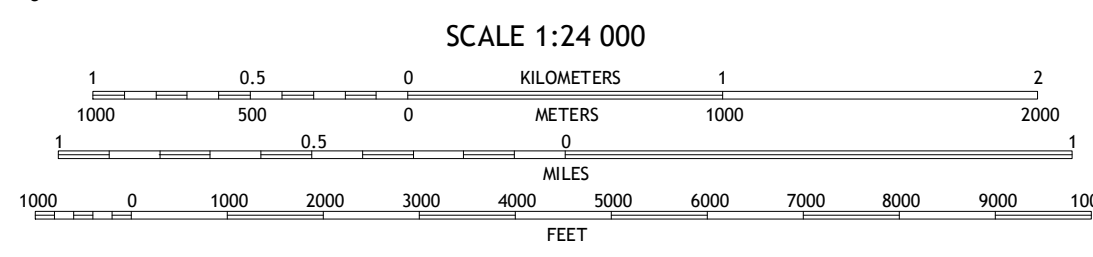 SCALE 1:24 000
1 0.5 0 KILOMETERS 1 2
1000 500 0 METERS 1000 2000
1 0.5 0 1
MILES
1000 0 1000 2000 3000 4000 5000 6000 7000 8000 9000
FEET